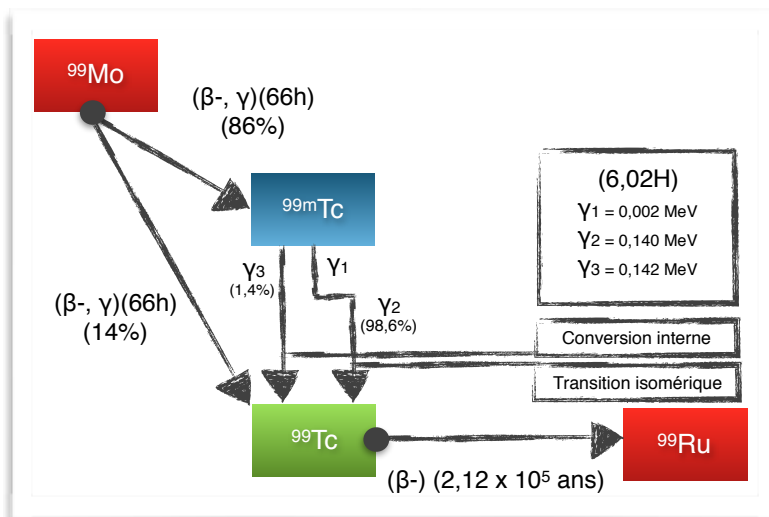 ⁹⁹Mo
(β-, γ)(66h)
(86%)
⁹⁹ᵐTc
(6,02H)
γ1 = 0,002 MeV
γ2 = 0,140 MeV
γ3 = 0,142 MeV
γ3
(1,4%)
γ1
(β-, γ)(66h)
(14%)
γ2
(98,6%)
Conversion interne
Transition isomérique
⁹⁹Tc
⁹⁹Ru
(β-) (2,12 x 10⁵ ans)